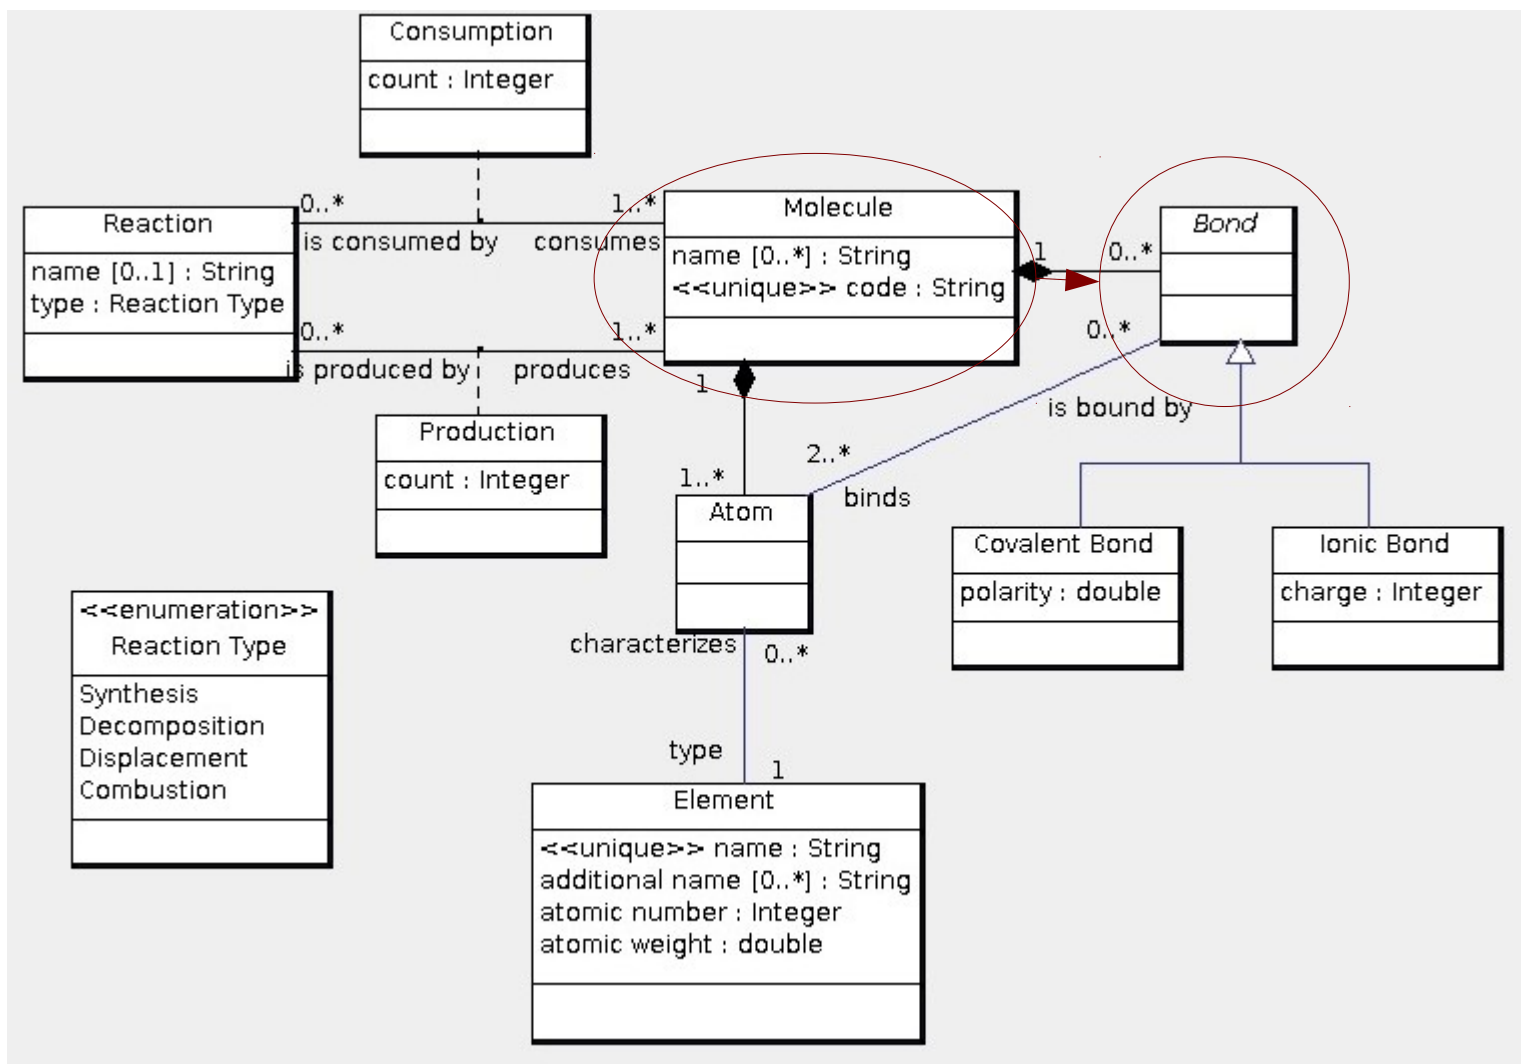 Consumption
count : Integer
0..*
1..*
is consumed by
consumes
Reaction
name [0..1] : String
type : Reaction Type
Molecule
name [0..*] : String
<<unique>> code : String
1
0..*
Bond
0..*
1..*
is produced by
produces
1
0..*
is bound by
Production
count : Integer
2..*
binds
1..*
Atom
Covalent Bond
polarity : double
Ionic Bond
charge : Integer
<<enumeration>>
Reaction Type
Synthesis
Decomposition
Displacement
Combustion
characterizes
0..*
type
1
Element
<<unique>> name : String
additional name [0..*] : String
atomic number : Integer
atomic weight : double